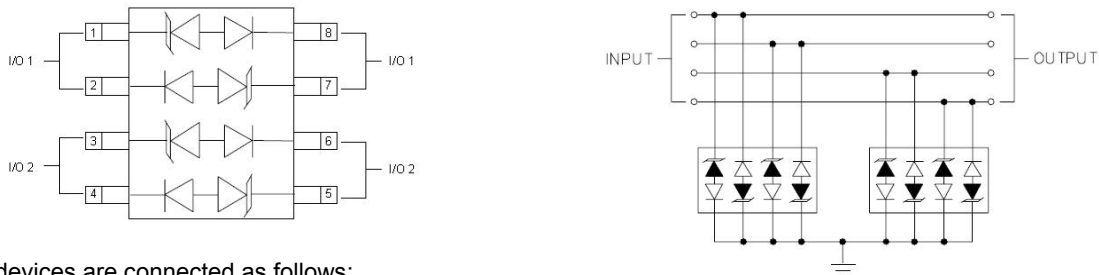 1
8
I/O 1
I/O 1
2
7
3
6
I/O 2
I/O 2
4
5
INPUT
OUTPUT
devices are connected as follows: